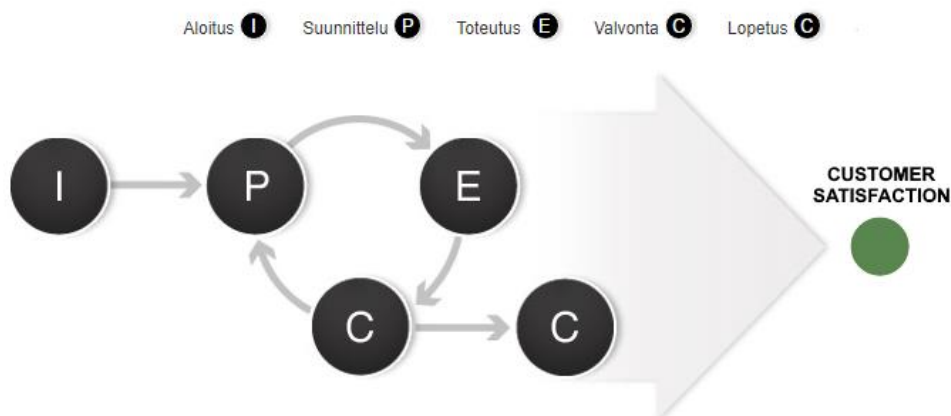 Aloitus I Suunnittelu P Toteutus E Valvonta C Lopetus C
I P E
CUSTOMER
SATISFACTION
C C